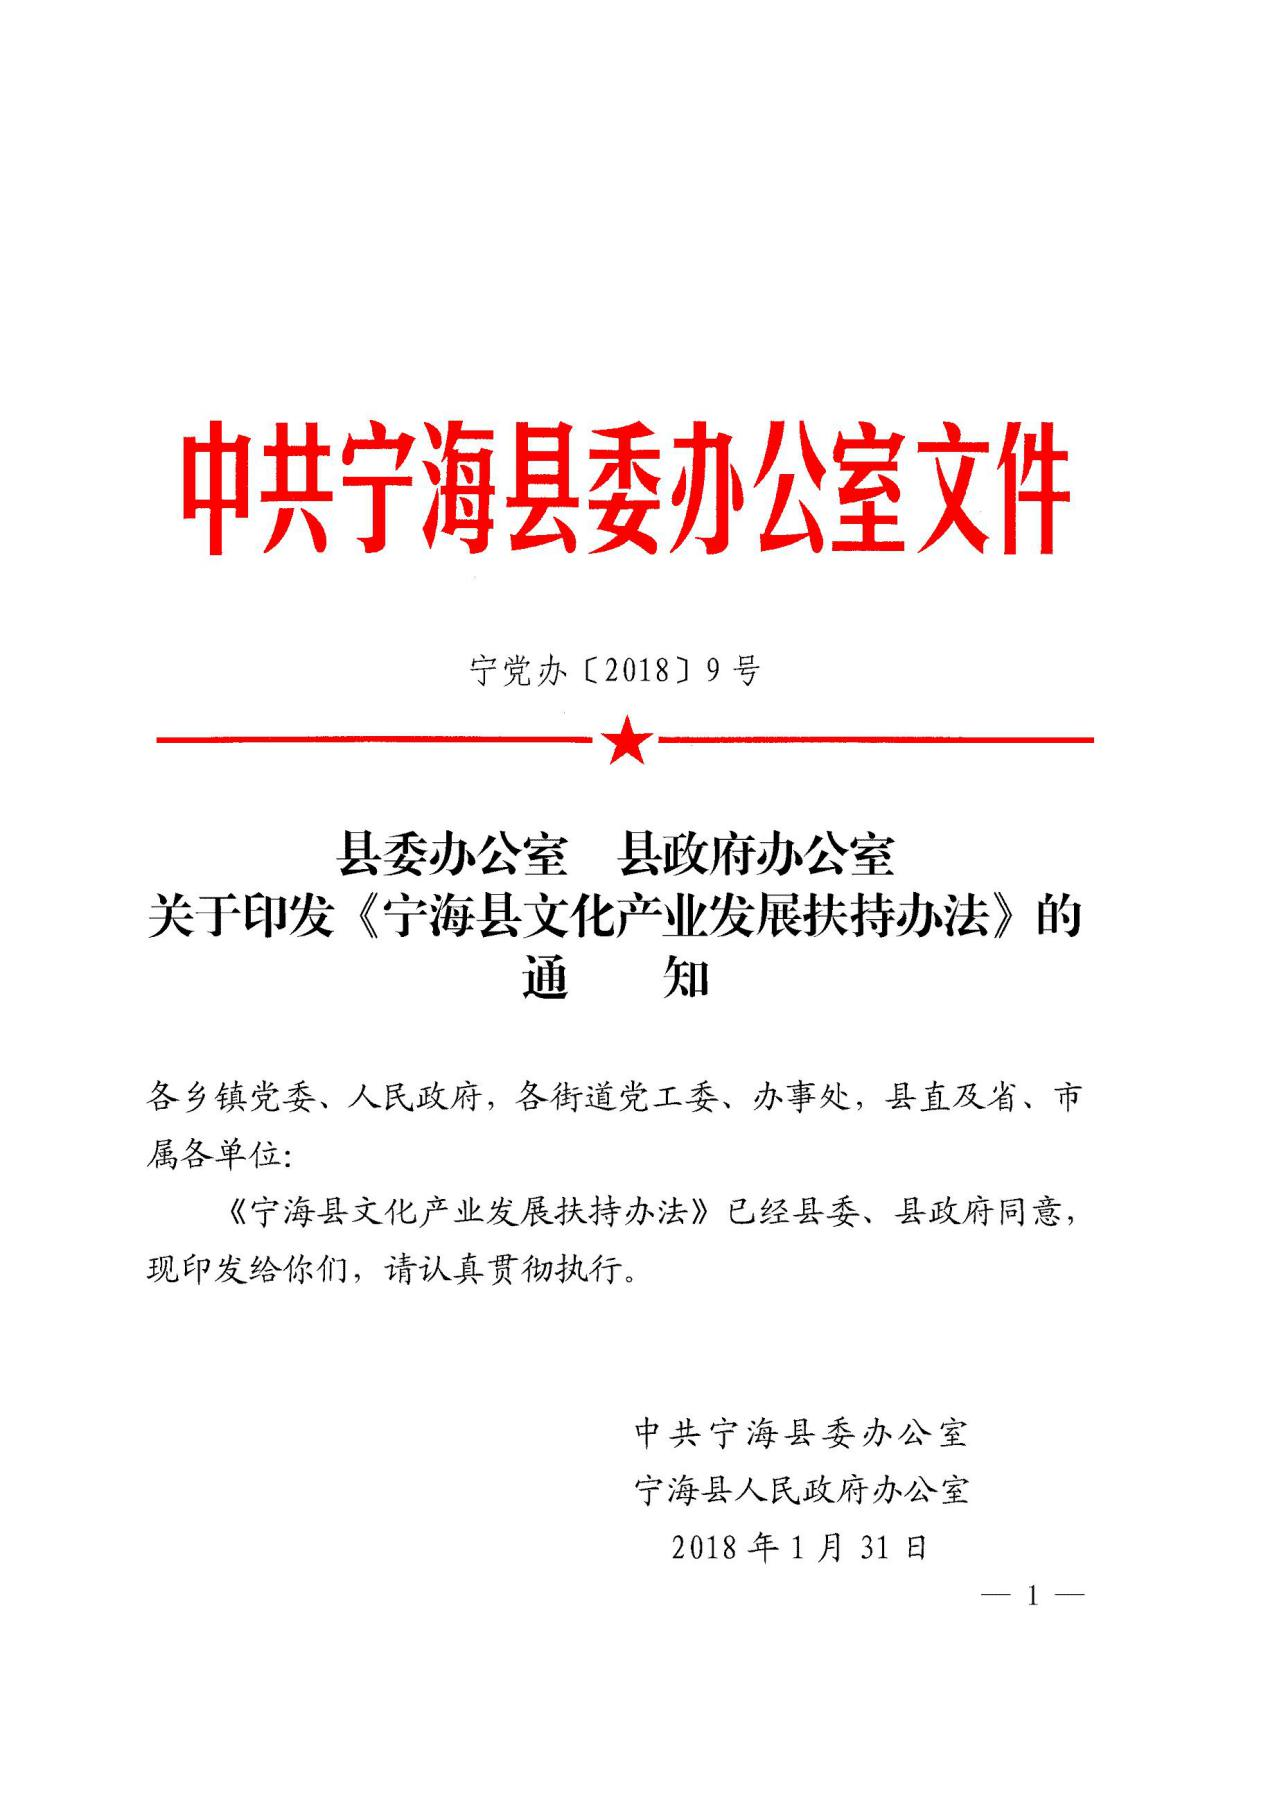 中共宁海县委办公室文件
宁党办〔2018〕9号
县委办公室　县政府办公室
关于印发《宁海县文化产业发展扶持办法》的
通　　知
各乡镇党委、人民政府，各街道党工委、办事处，县直及省、市
属各单位：
《宁海县文化产业发展扶持办法》已经县委、县政府同意，
现印发给你们，请认真贯彻执行。
中共宁海县委办公室
宁海县人民政府办公室
2018年1月31日
— 1 —